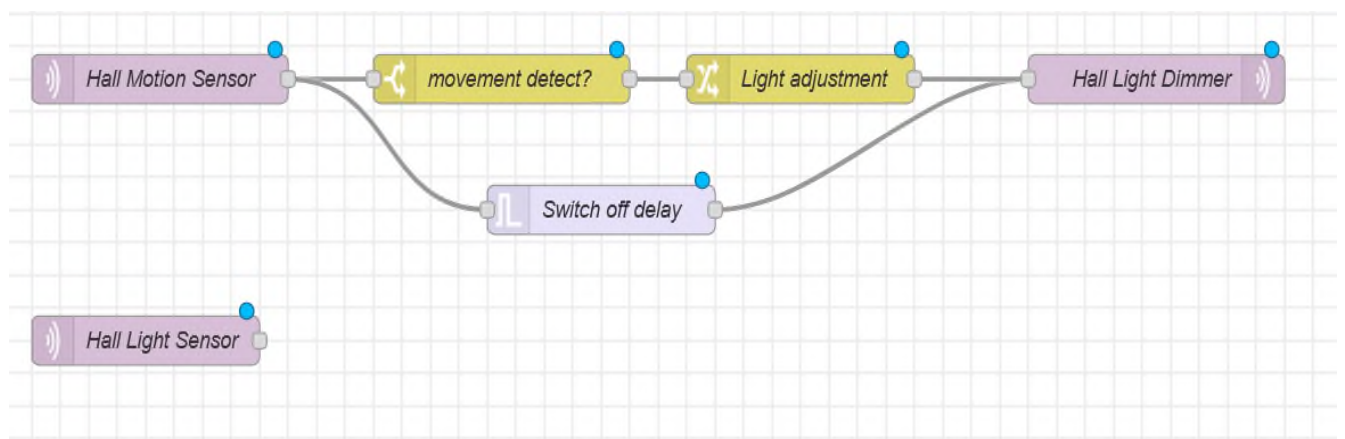 Hall Motion Sensor
movement detect?
Light adjustment
Hall Light Dimmer
Switch off delay
Hall Light Sensor